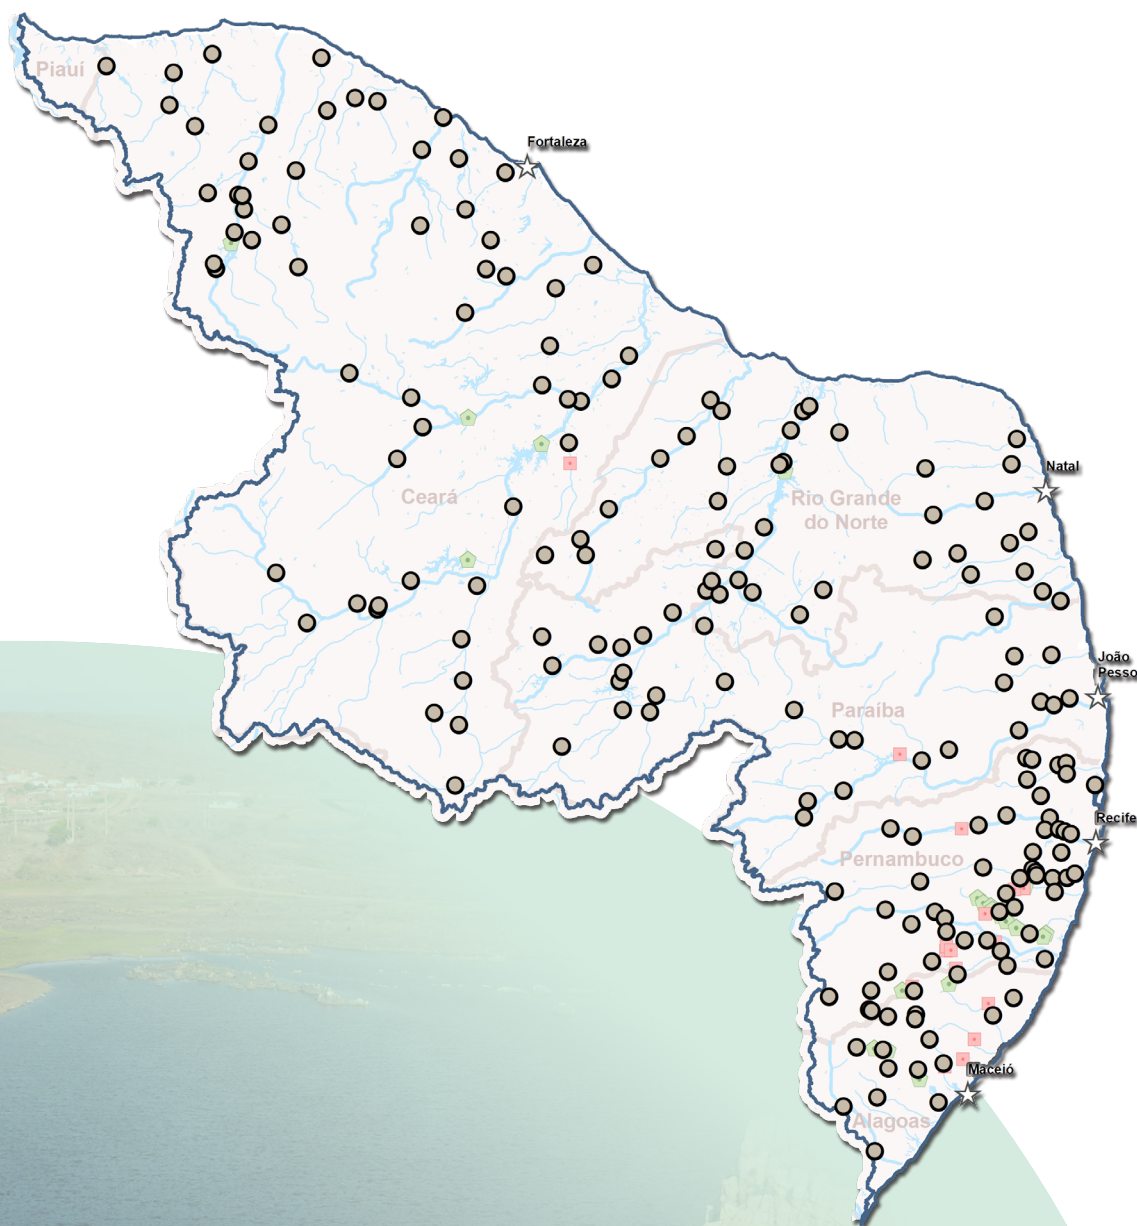 Piauí
Fortaleza
Natal
Ceará
Rio Grande
do Norte
João
Pesso
Paraíba
Recife
Pernambuco
Maceió
Alagoas